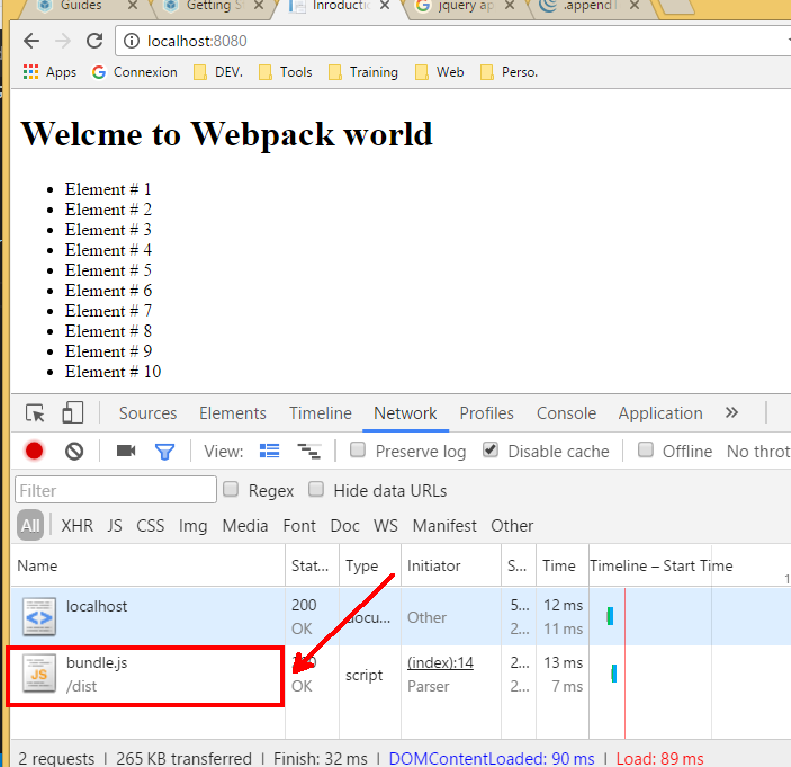 Guides
Getting S
Inroductio
jquery ap
.append
localhost:8080
Apps Connexion DEV. Tools Training Web Perso.
Welcme to Webpack world
Element # 1
Element # 2
Element # 3
Element # 4
Element # 5
Element # 6
Element # 7
Element # 8
Element # 9
Element # 10
Sources Elements Timeline Network Profiles Console Application »
View: Preserve log Disable cache Offline No thrott
Filter Regex Hide data URLs
All XHR JS CSS Img Media Font Doc WS Manifest Other
Name Stat... Type Initiator S... Time Timeline – Start Time
1
localhost 200 docu... Other 5... 12 ms
OK 2... 11 ms
bundle.js script (index):14 2... 13 ms
/dist OK Parser 2... 7 ms
JS
2 requests | 265 KB transferred | Finish: 32 ms | DOMContentLoaded: 90 ms | Load: 89 ms